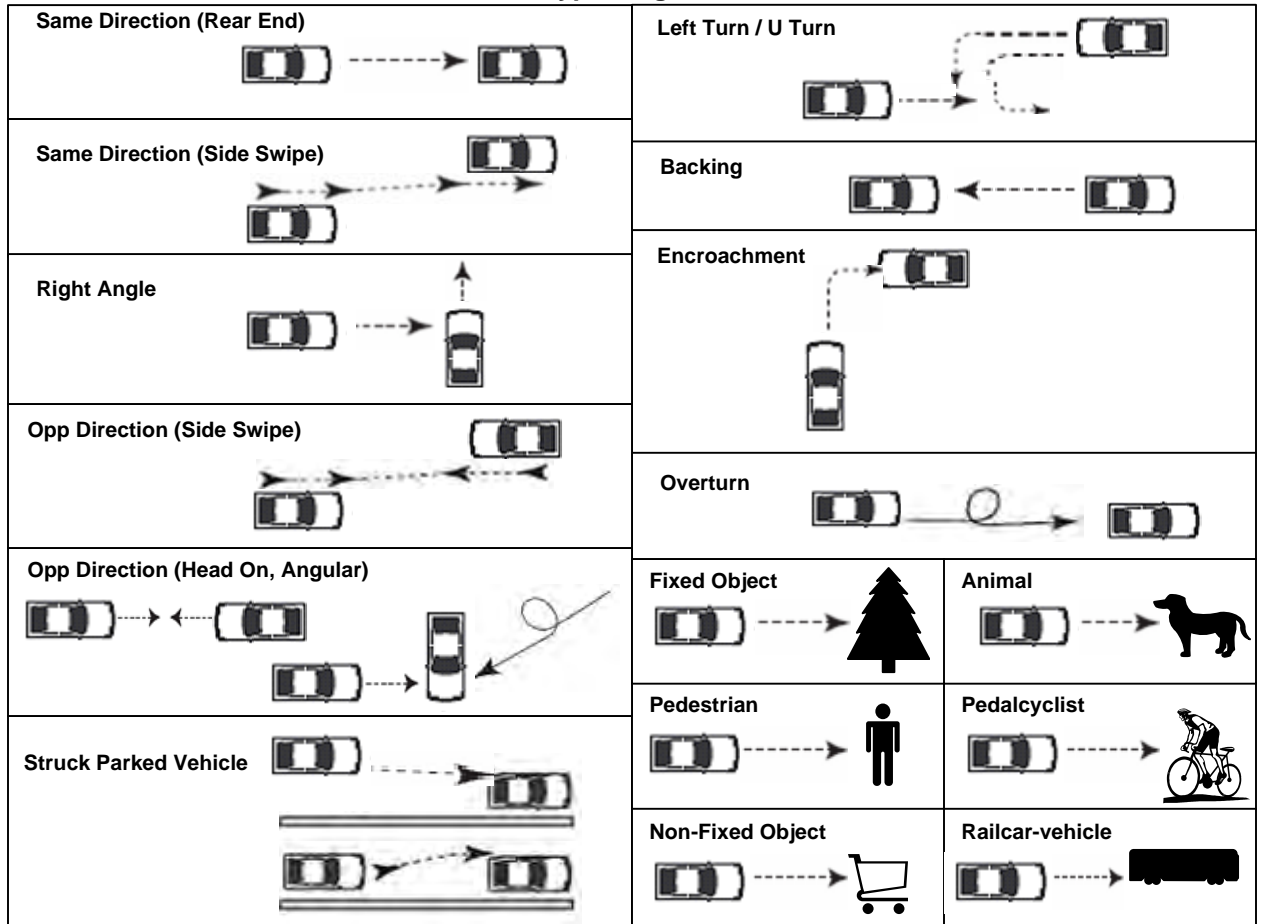 Same Direction (Rear End)
Same Direction (Side Swipe)
Right Angle
Opp Direction (Side Swipe)
Opp Direction (Head On, Angular)
Struck Parked Vehicle
Left Turn / U Turn
Backing
Encroachment
Overturn
Fixed Object
Animal
Pedestrian
Pedalcyclist
Non-Fixed Object
Railcar-vehicle